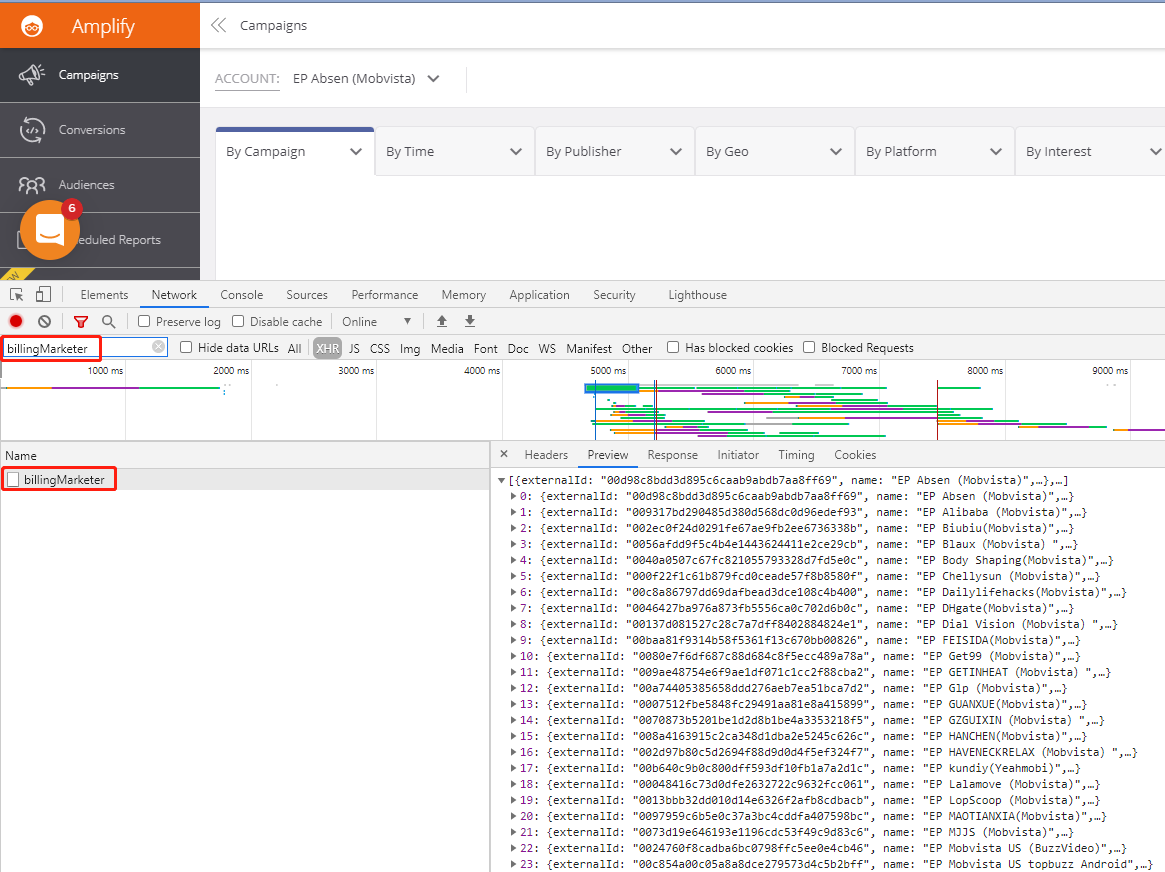 Amplify
Campaigns
Campaigns
ACCOUNT: EP Absen (Mobvista)
Conversions
By Campaign By Time By Publisher By Geo By Platform By Interest
Audiences
6
eduled Reports
Elements Network Console Sources Performance Memory Application Security Lighthouse
Preserve log Disable cache Online
billingMarketer Hide data URLs All XHR JS CSS Img Media Font Doc WS Manifest Other Has blocked cookies Blocked Requests
1000 ms 2000 ms 3000 ms 4000 ms 5000 ms 6000 ms 7000 ms 8000 ms 9000 ms
Name × Headers Preview Response Initiator Timing Cookies
billingMarketer
[{externalId: "00d98c8bdd3d895c6caab9abdb7aa8ff69", name: "EP Absen (Mobvista)",…},…]
0: {externalId: "00d98c8bdd3d895c6caab9abdb7aa8ff69", name: "EP Absen (Mobvista)",…}
1: {externalId: "009317bd290485d380d568dc0d96edef93", name: "EP Alibaba (Mobvista)",…}
2: {externalId: "002ec0f24d0291fe67ae9fb2ee6736338b", name: "EP Biubiu(Mobvista)",…}
3: {externalId: "0056afdd9f5c4b4e1443624411e2ce29cb", name: "EP Blaux (Mobvista) ",…}
4: {externalId: "0040a0507c67fc821055793328d7fd5e0c", name: "EP Body Shaping(Mobvista)",…}
5: {externalId: "000f22f1c61b879fcd0ceade57f8b8580f", name: "EP Chellysun (Mobvista)",…}
6: {externalId: "00c8a86797dd69dafbead3dce108c4b400", name: "EP Dailylifehacks(Mobvista)",…}
7: {externalId: "0046427ba976a873fb5556ca0c702d6b0c", name: "EP DHgate(Mobvista)",…}
8: {externalId: "00137d081527c28c7a7dff8402884824e1", name: "EP Dial Vision (Mobvista) ",…}
9: {externalId: "00baa81f9314b58f5361f13c670bb00826", name: "EP FEISIDA(Mobvista)",…}
10: {externalId: "0080e7f6df687c88d684c8f5ecc489a78a", name: "EP Get99 (Mobvista)",…}
11: {externalId: "009ae48754e6f9ae1df071c1cc2f88cba2", name: "EP GETINHEAT (Mobvista) ",…}
12: {externalId: "00a74405385658ddd276aeb7ea51bca7d2", name: "EP Glp (Mobvista)",…}
13: {externalId: "0007512fbe5848fc29491aa81e8a415899", name: "EP GUANXUE(Mobvista)",…}
14: {externalId: "0070873b5201be1d2d8b1be4a3353218f5", name: "EP GZGUIXIN (Mobvista) ",…}
15: {externalId: "008a4163915c2ca348d1dba2e5245c626c", name: "EP HANCHEN(Mobvista)",…}
16: {externalId: "002d97b80c5d2694f88d9d0d4f5ef324f7", name: "EP HAVENECKRELAX (Mobvista) ",…}
17: {externalId: "00b640c9b0c800dff593df10fb1a7a2d1c", name: "EP kundiy(Yeahmobi)",…}
18: {externalId: "00048416c73d0dfe2632722c9632fcc061", name: "EP Lalamove (Mobvista)",…}
19: {externalId: "0013bbb32dd010d14e6326f2afb8cdbacb", name: "EP LopScoop (Mobvista)",…}
20: {externalId: "0097959c6b5e0c37a3bc4cddfa407598bc", name: "EP MAOTIANXIA(Mobvista)",…}
21: {externalId: "0073d19e646193e1196cdc53f49c9d83c6", name: "EP MJJS (Mobvista)",…}
22: {externalId: "0024760f8cadba6bc0798ffc5ee0e4cb46", name: "EP Mobvista US (BuzzVideo)",…}
23: {externalId: "00c854a00c05a8a8dce279573d4c5b2bff", name: "EP Mobvista US topbuzz Android",…}